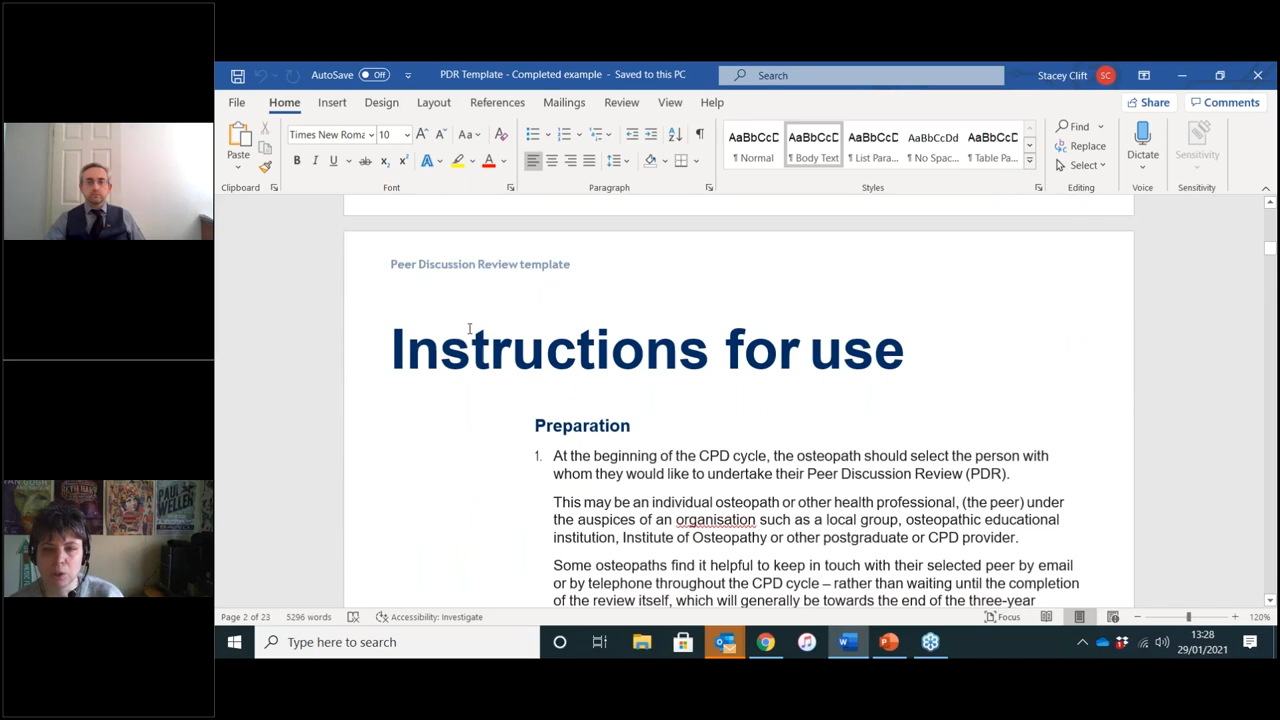 AutoSave Off PDR Template - Completed example - Saved to this PC Search Stacey Clift SC
File Home Insert Design Layout References Mailings Review View Help Share Comments
Paste Times New Roma 10 Aa AaBbCcD AaBbCcD AaBbCcD AaBbCcDd AaBbCcD Find Replace Select Dictate Sensitivity
¶ Normal ¶ Body Text ¶ List Para... ¶ No Spac... ¶ Table Pa...
Clipboard Font Paragraph Styles Editing Voice Sensitivity
Peer Discussion Review template
Instructions for use
Preparation
1. At the beginning of the CPD cycle, the osteopath should select the person with
whom they would like to undertake their Peer Discussion Review (PDR).
This may be an individual osteopath or other health professional, (the peer) under
the auspices of an organisation such as a local group, osteopathic educational
institution, Institute of Osteopathy or other postgraduate or CPD provider.
Some osteopaths find it helpful to keep in touch with their selected peer by email
or by telephone throughout the CPD cycle – rather than waiting until the completion
of the review itself, which will generally be towards the end of the three-year
PAUL
WELLER
Page 2 of 23 5296 words Accessibility: Investigate Focus 120%
Type here to search 13:28
29/01/2021